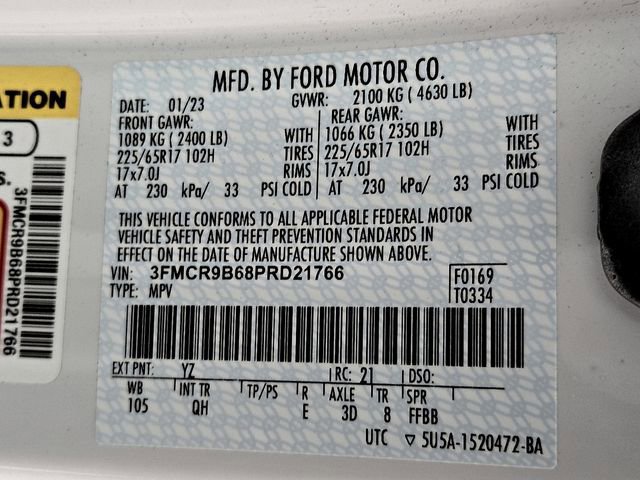 ATION
3
S.
3FMCR9B68PRD21766
MFD. BY FORD MOTOR CO.
DATE: 01/23 GVWR: 2100 KG ( 4630 LB)
FRONT GAWR: REAR GAWR:
1089 KG ( 2400 LB) WITH 1066 KG ( 2350 LB) WITH
225/65R17 102H TIRES 225/65R17 102H TIRES
17x7.0J RIMS 17x7.0J RIMS
AT 230 kPa/ 33 PSI COLD AT 230 kPa/ 33 PSI COLD
THIS VEHICLE CONFORMS TO ALL APPLICABLE FEDERAL MOTOR
VEHICLE SAFETY AND THEFT PREVENTION STANDARDS IN
EFFECT ON THE DATE OF MANUFACTURE SHOWN ABOVE.
VIN: 3FMCR9B68PRD21766 F0169
TYPE: MPV T0334
EXT PNT: YZ RC: 21 DSO:
WB INT TR TP/PS R AXLE TR SPR
105 QH E 3D 8 FFBB
UTC ▽ 5U5A-1520472-BA